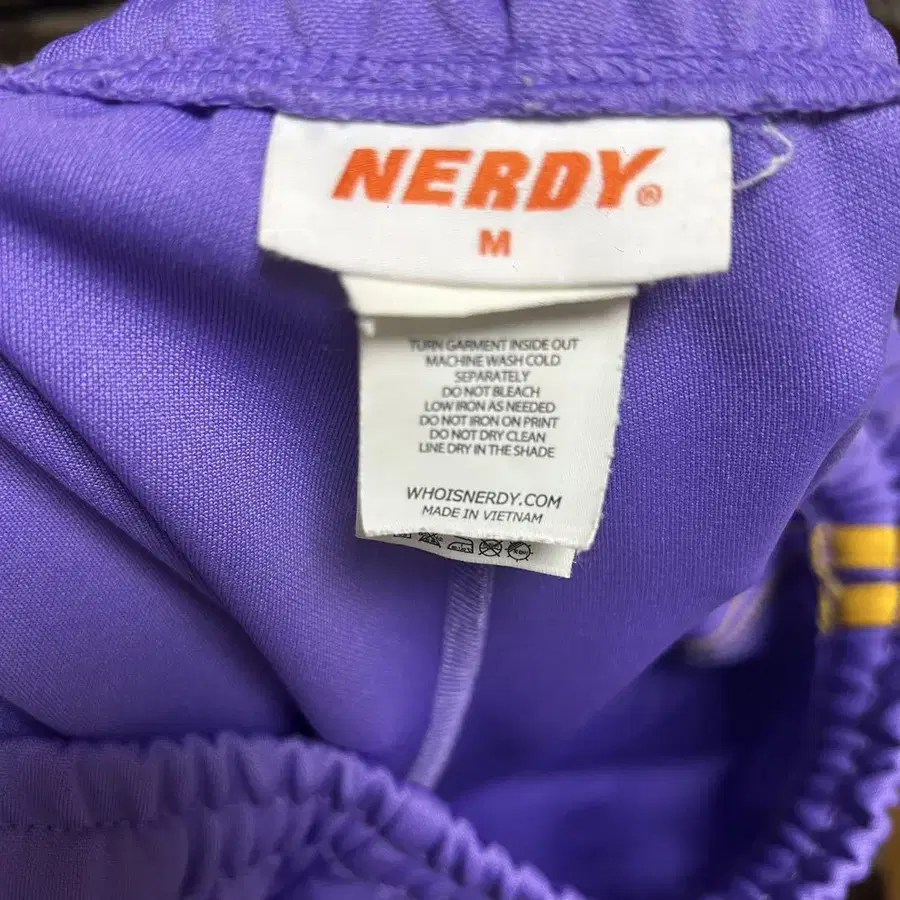 NERDY®
M
TURN GARMENT INSIDE OUT
MACHINE WASH COLD
SEPARATELY
DO NOT BLEACH
LOW IRON AS NEEDED
DO NOT IRON ON PRINT
DO NOT DRY CLEAN
LINE DRY IN THE SHADE
WHOISNERDY.COM
MADE IN VIETNAM